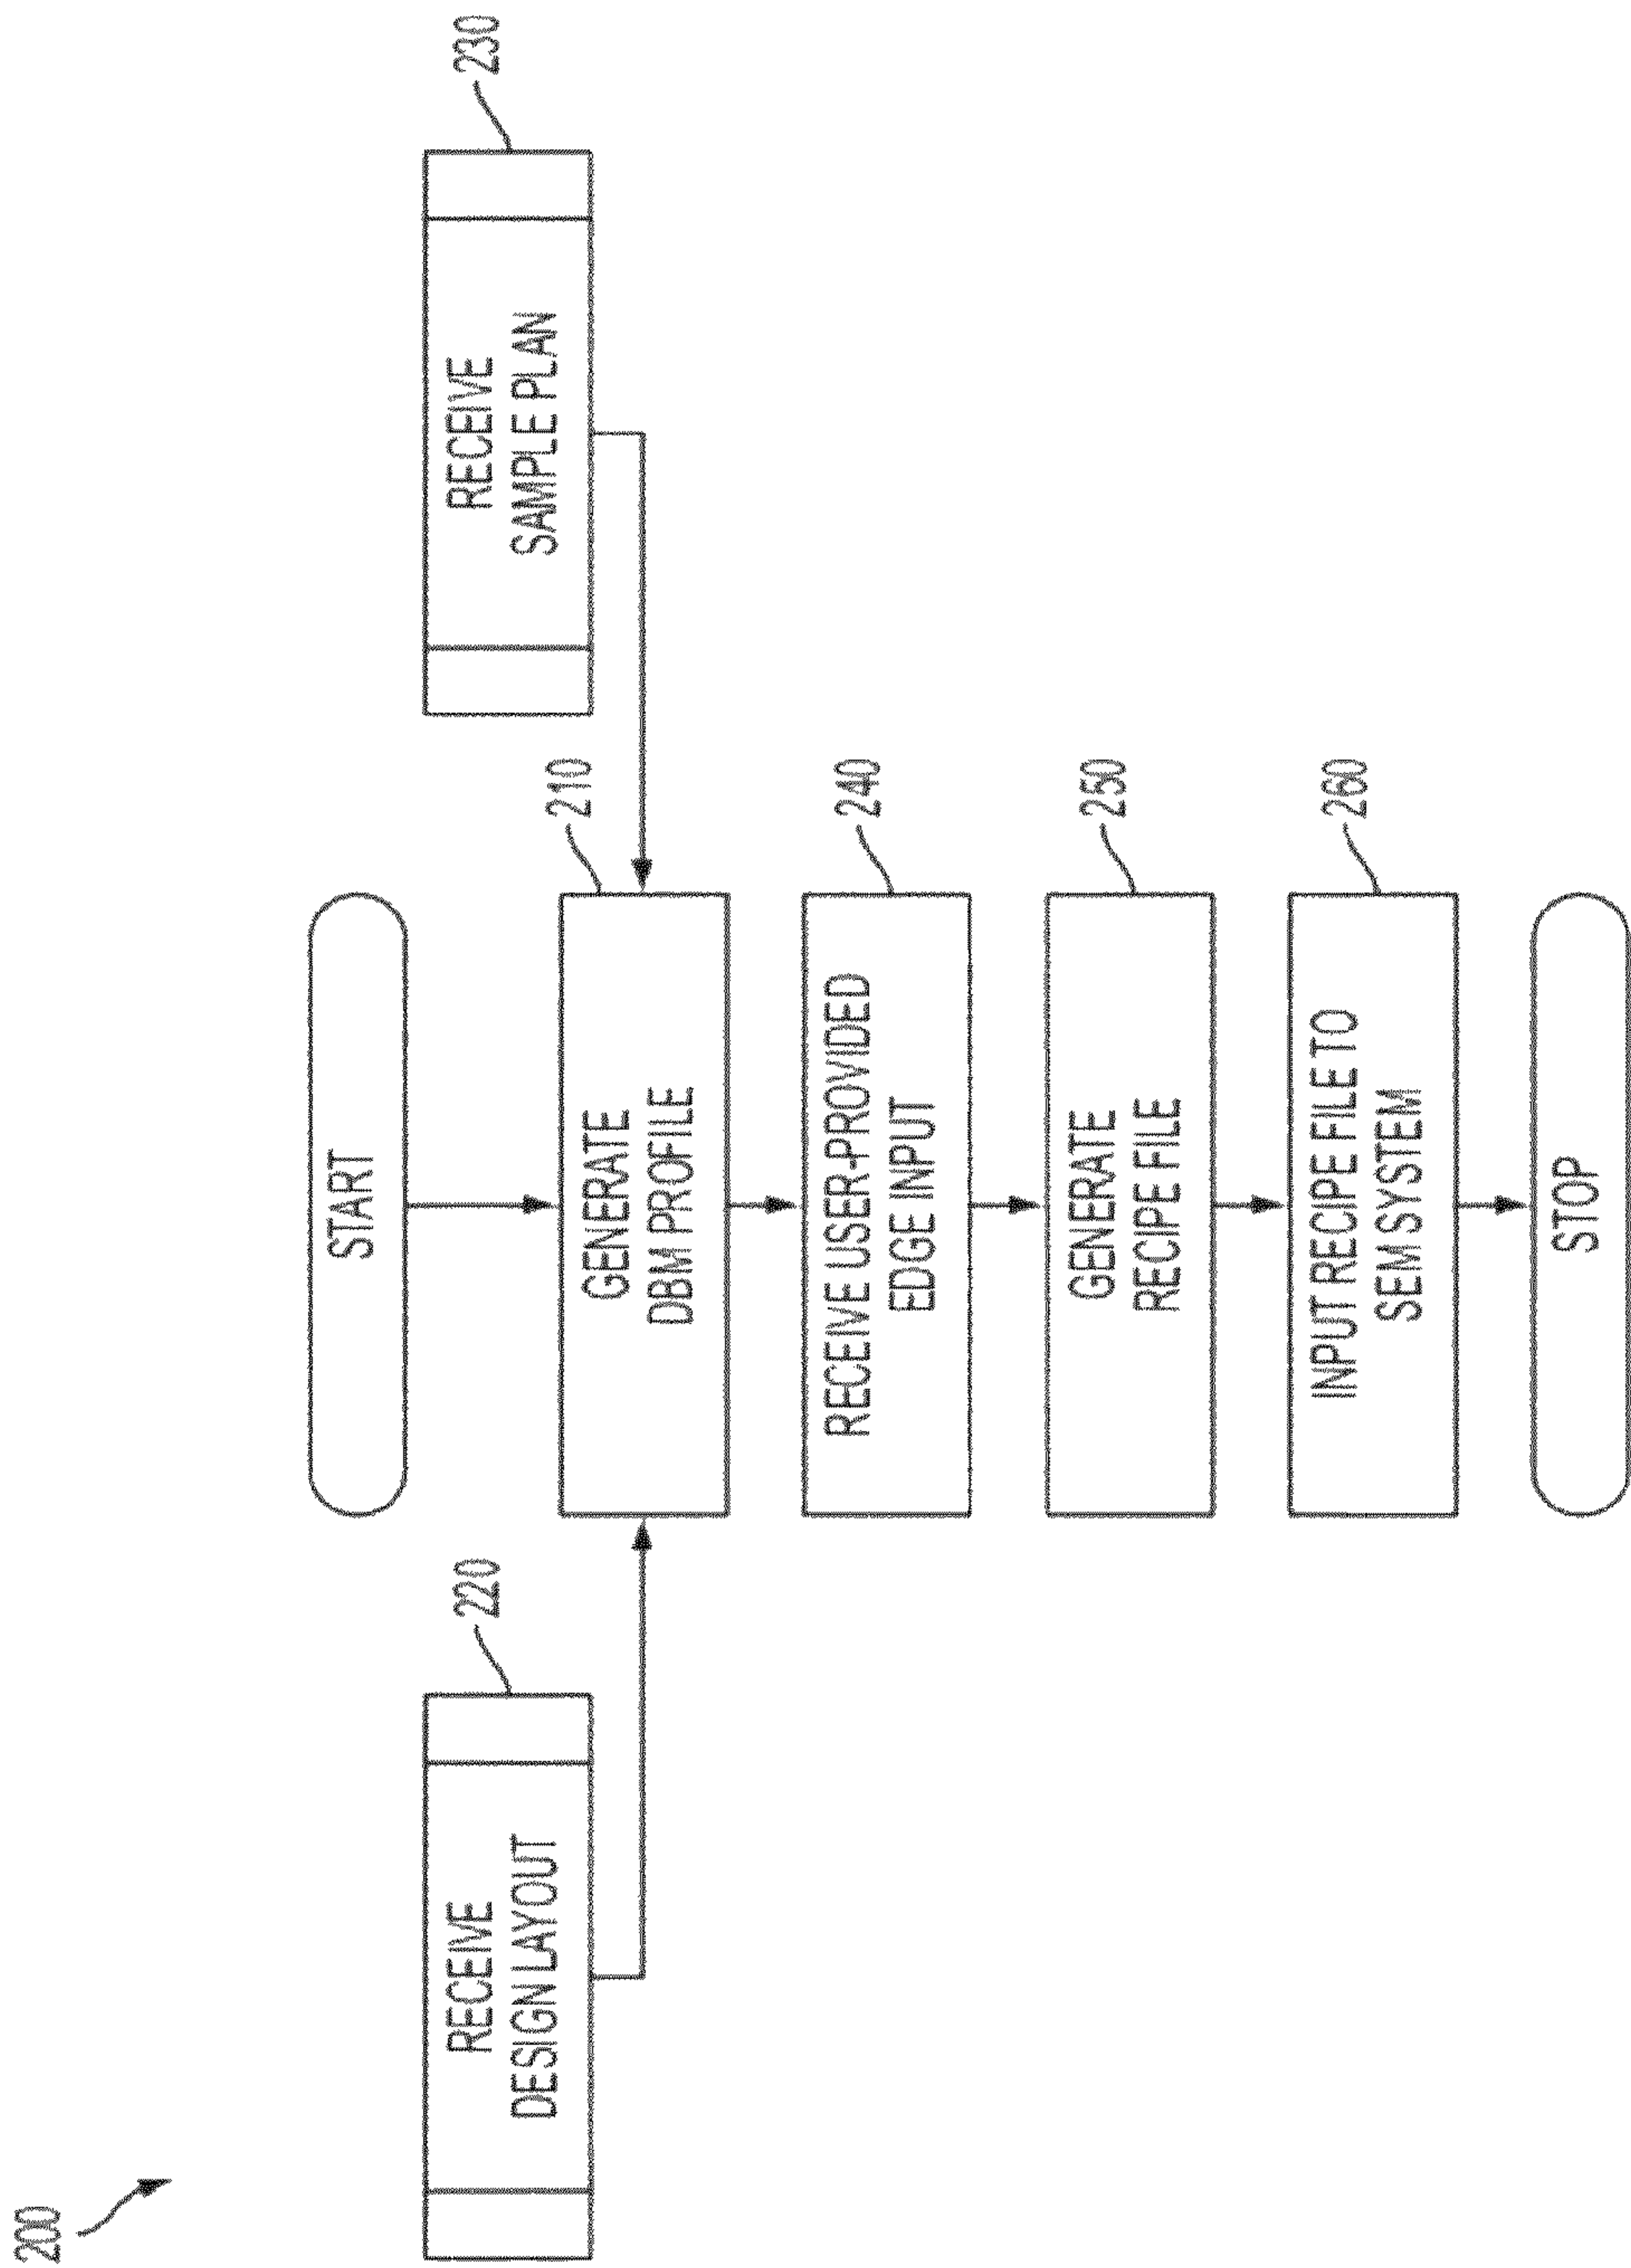 200
START
RECEIVE
DESIGN LAYOUT
220
GENERATE
DBM PROFILE
210
RECEIVE
SAMPLE PLAN
230
RECEIVE USER-PROVIDED
EDGE INPUT
240
GENERATE
RECIPE FILE
250
INPUT RECIPE FILE TO
SEM SYSTEM
260
STOP